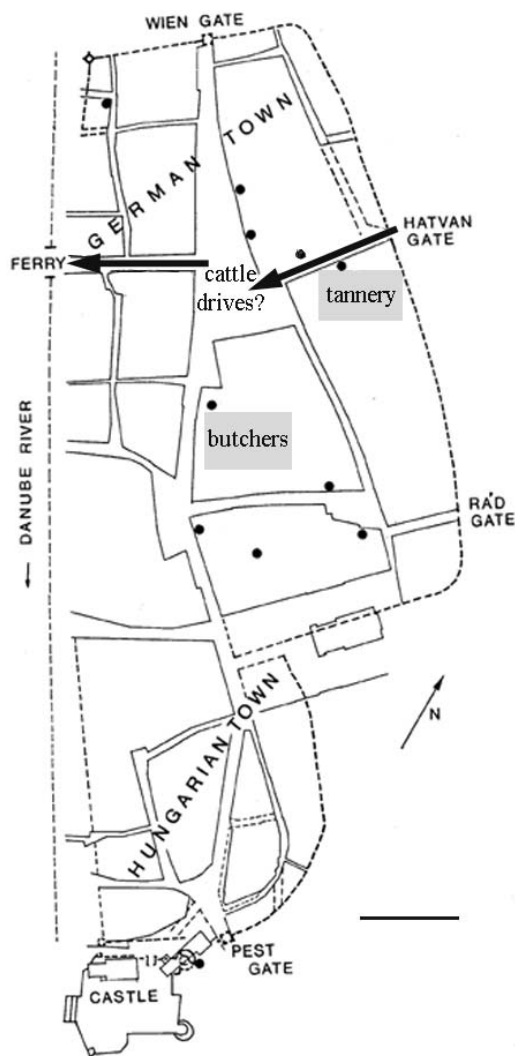 WIEN GATE
GERMAN TOWN
HATVAN
GATE
FERRY
cattle
drives?
tannery
butchers
DANUBE RIVER
RÁD
GATE
N
HUNGARIAN TOWN
PEST
GATE
CASTLE